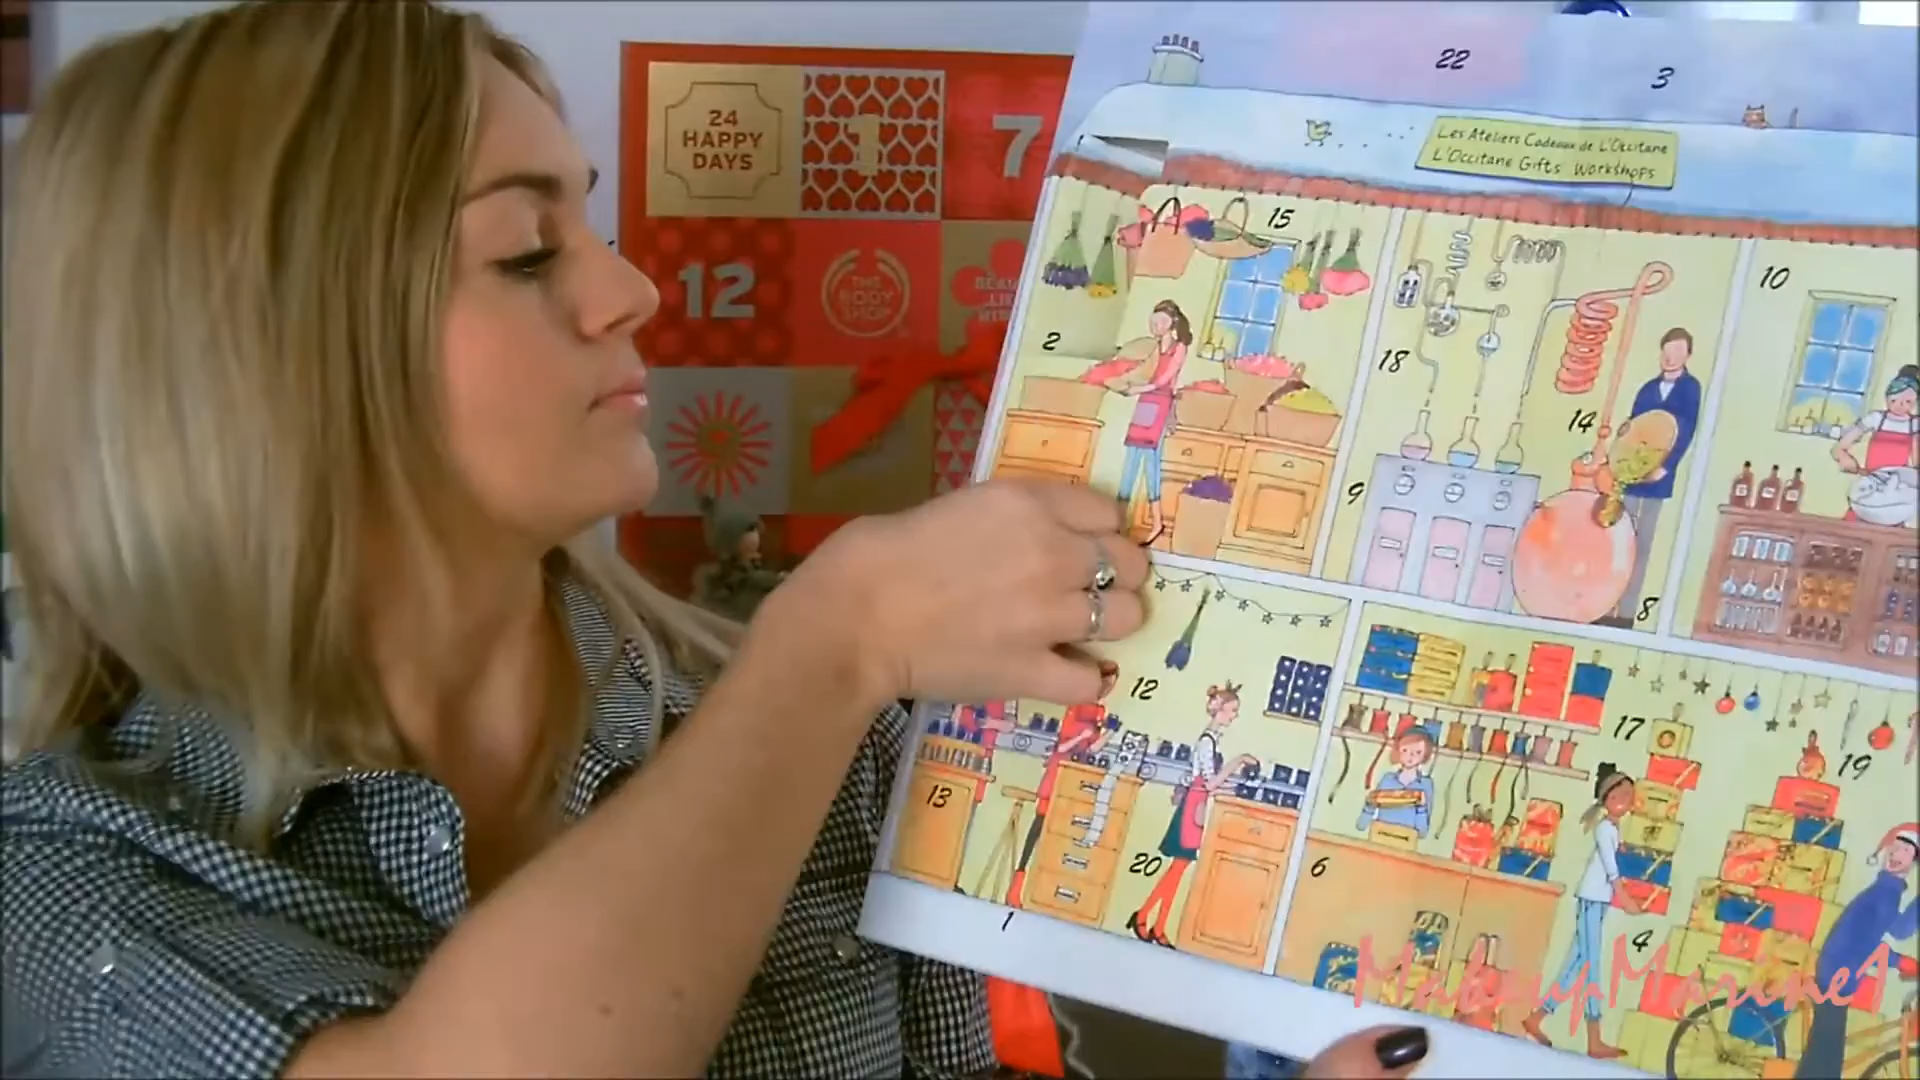 24
HAPPY
DAYS
1
7
12
THE
BODY
SHOP
22
3
Les Ateliers Cadeaux de L'Occitane
L'Occitane Gifts Workshops
15
10
2
18
14
9
8
12
17
19
13
20
6
1
4
MakeupMarine1